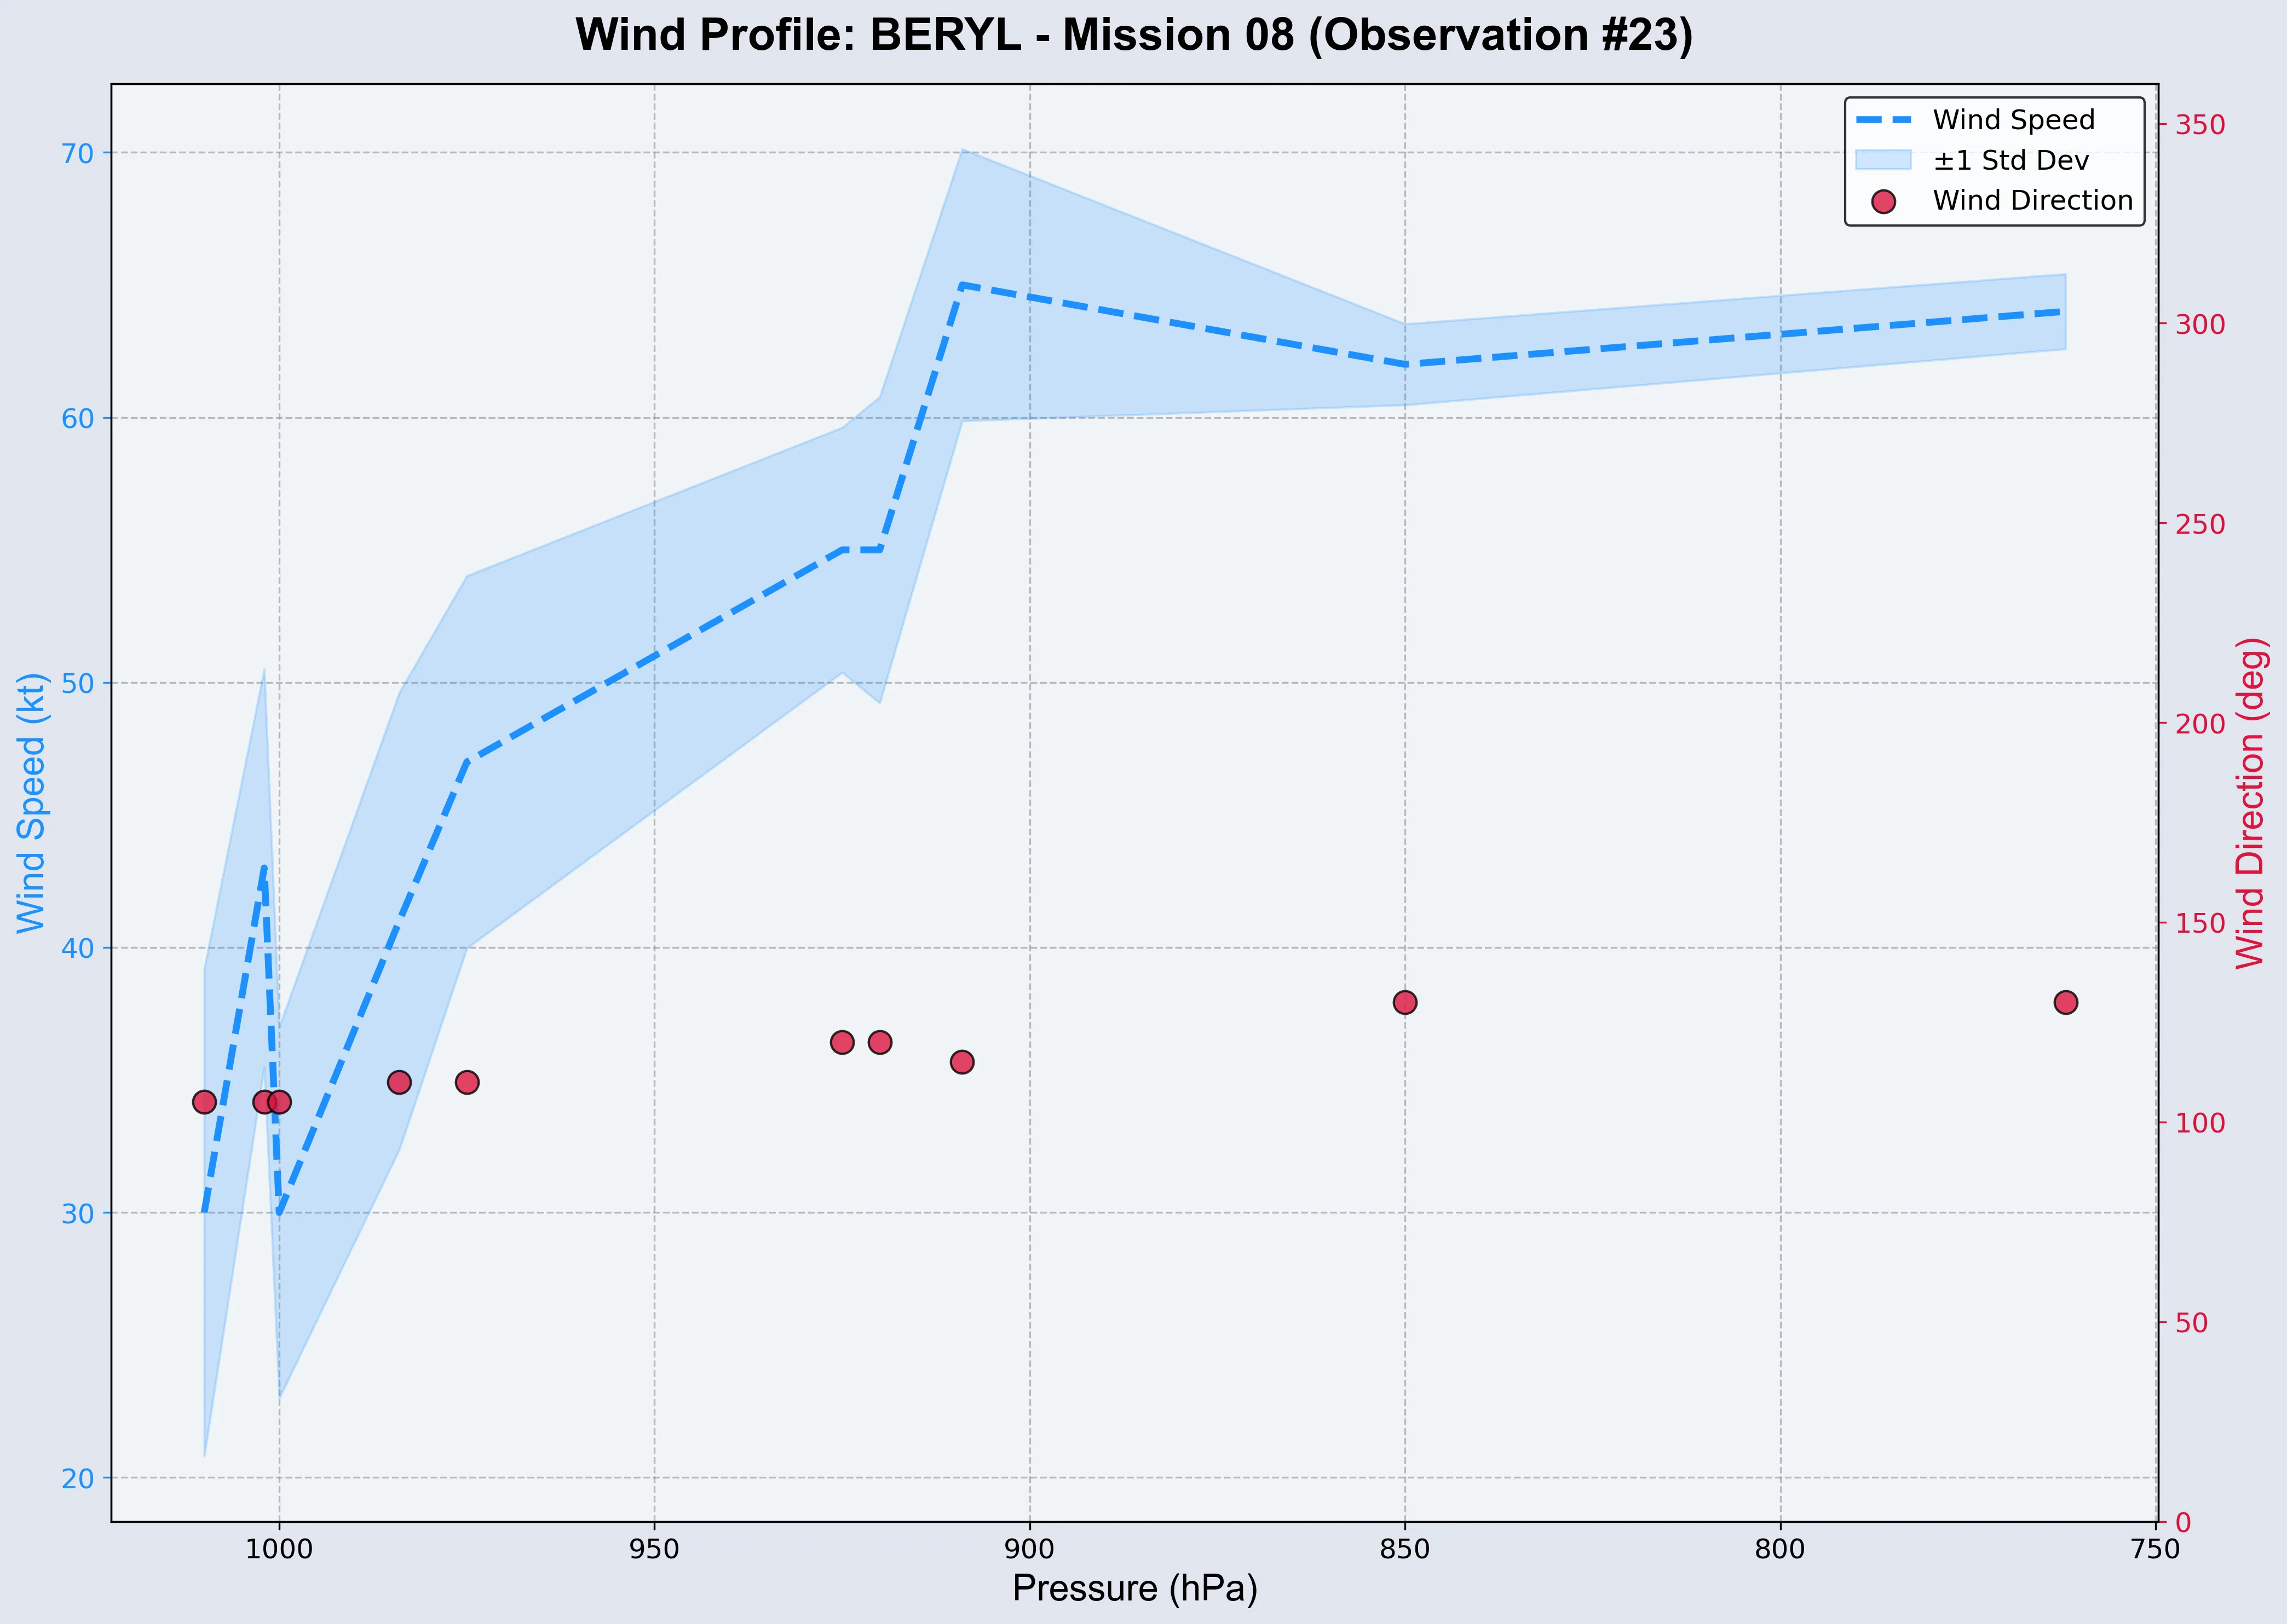 Wind Profile: BERYL - Mission 08 (Observation #23)
Wind Speed
±1 Std Dev
Wind Direction
Wind Speed (kt)
70
60
50
40
30
20
350
300
250
200
150
100
50
0
Wind Direction (deg)
1000
950
900
850
800
750
Pressure (hPa)